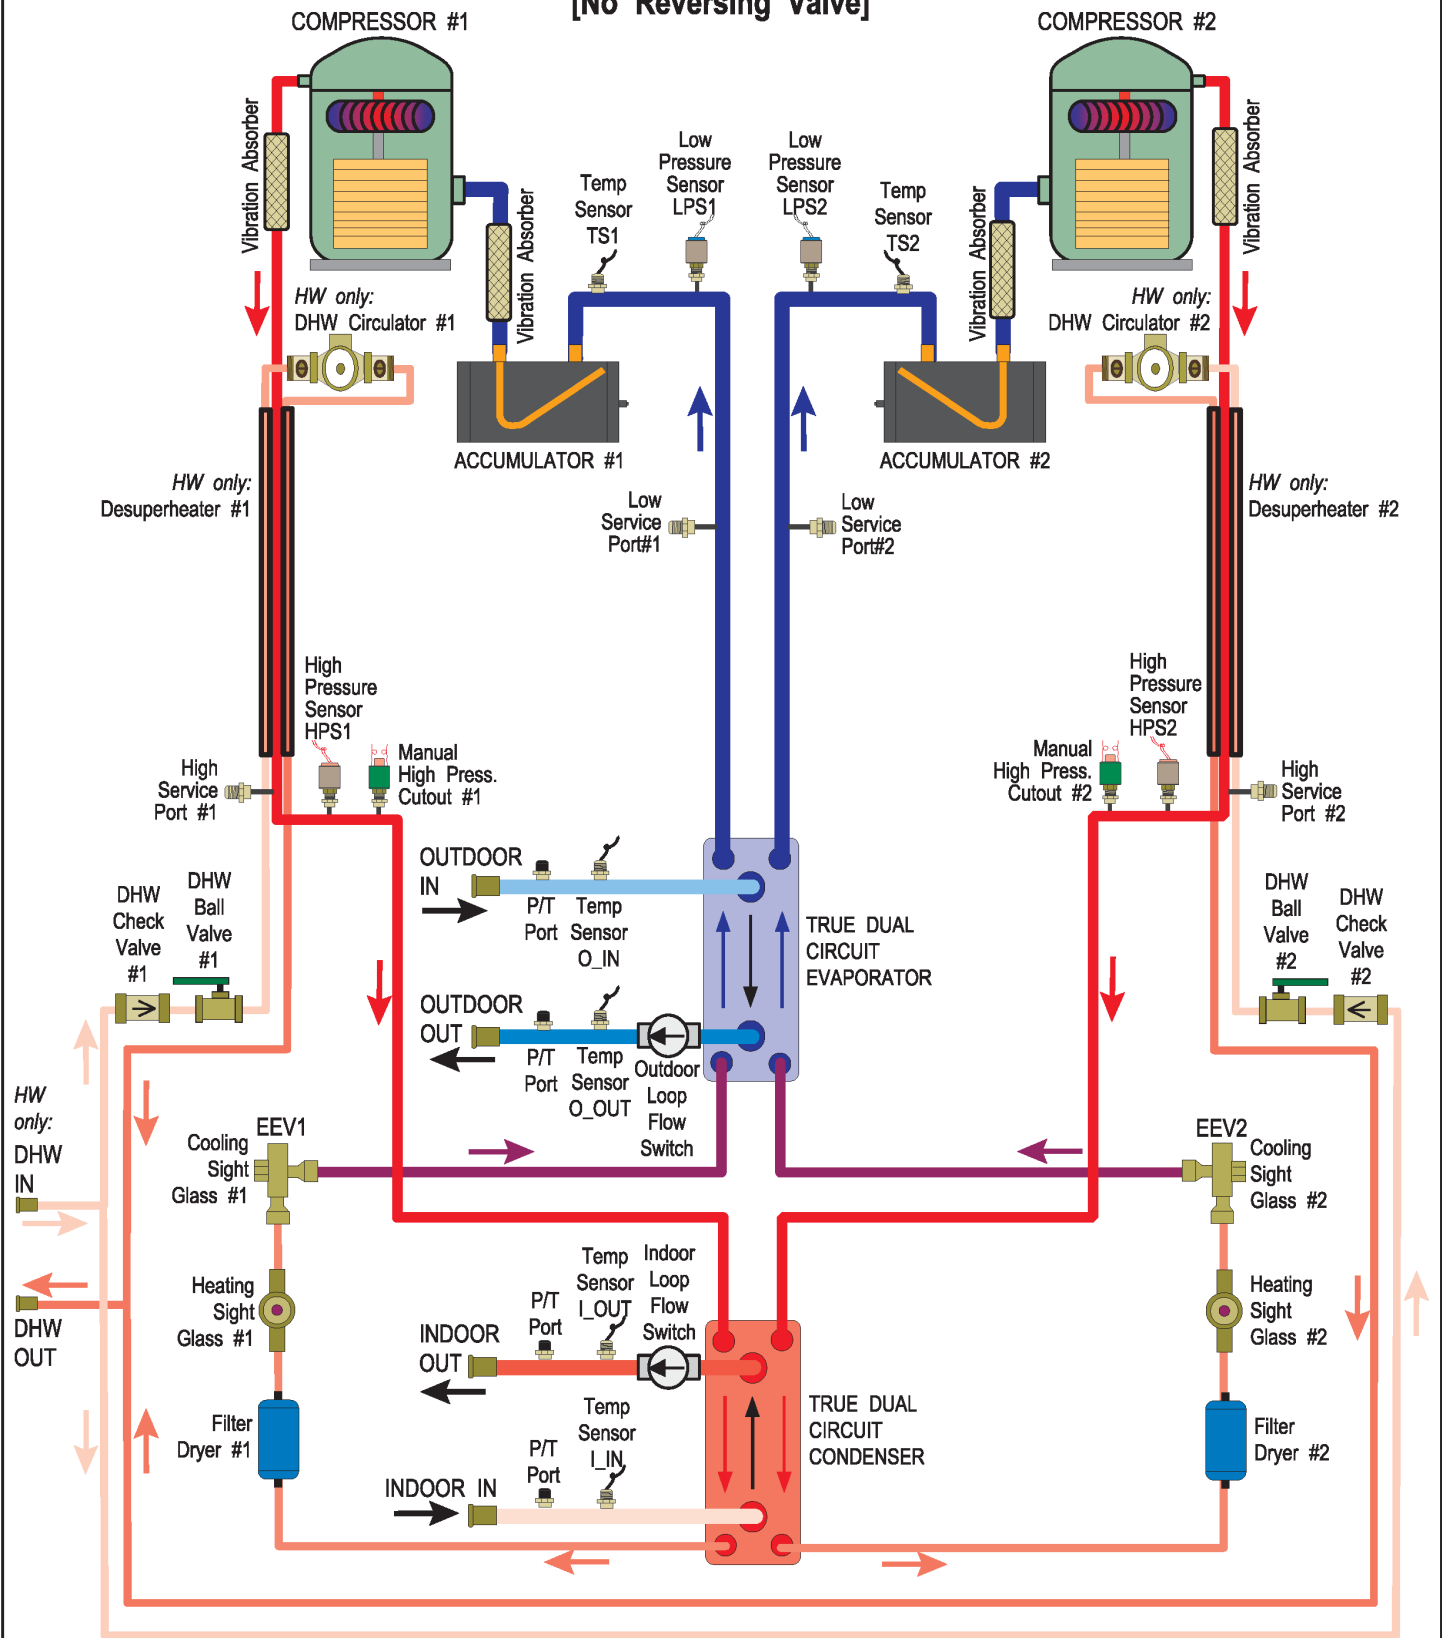 [No Reversing Valve]
COMPRESSOR #1
COMPRESSOR #2
Vibration Absorber
Vibration Absorber
Vibration Absorber
Vibration Absorber
Temp
Sensor
TS1
Low
Pressure
Sensor
LPS1
Low
Pressure
Sensor
LPS2
Temp
Sensor
TS2
HW only:
DHW Circulator #1
HW only:
DHW Circulator #2
ACCUMULATOR #1
ACCUMULATOR #2
HW only:
Desuperheater #1
HW only:
Desuperheater #2
Low
Service
Port#1
Low
Service
Port#2
High
Pressure
Sensor
HPS1
Manual
High Press.
Cutout #1
High
Service
Port #1
High
Pressure
Sensor
HPS2
Manual
High Press.
Cutout #2
High
Service
Port #2
OUTDOOR
IN
P/T
Port
Temp
Sensor
O_IN
TRUE DUAL
CIRCUIT
EVAPORATOR
DHW
Check
Valve
#1
DHW
Ball
Valve
#1
DHW
Ball
Valve
#2
DHW
Check
Valve
#2
OUTDOOR
OUT
P/T
Port
Temp
Sensor
O_OUT
Outdoor
Loop
Flow
Switch
HW
only:
DHW
IN
DHW
OUT
EEV1
Cooling
Sight
Glass #1
EEV2
Cooling
Sight
Glass #2
Heating
Sight
Glass #1
Heating
Sight
Glass #2
INDOOR
OUT
P/T
Port
Temp
Sensor
I_OUT
Indoor
Loop
Flow
Switch
TRUE DUAL
CIRCUIT
CONDENSER
Filter
Dryer #1
Filter
Dryer #2
INDOOR IN
P/T
Port
Temp
Sensor
I_IN